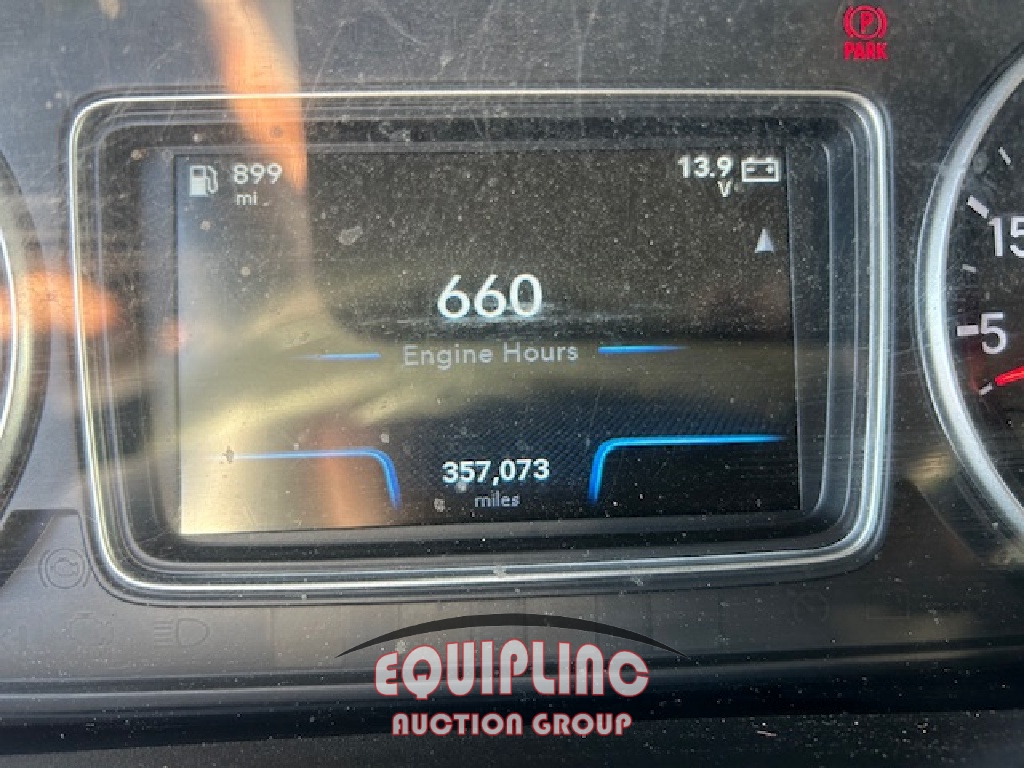 P
PARK
899
mi
13.9
V
660
Engine Hours
357,073
miles
15
5
EQUIPLINC
AUCTION GROUP